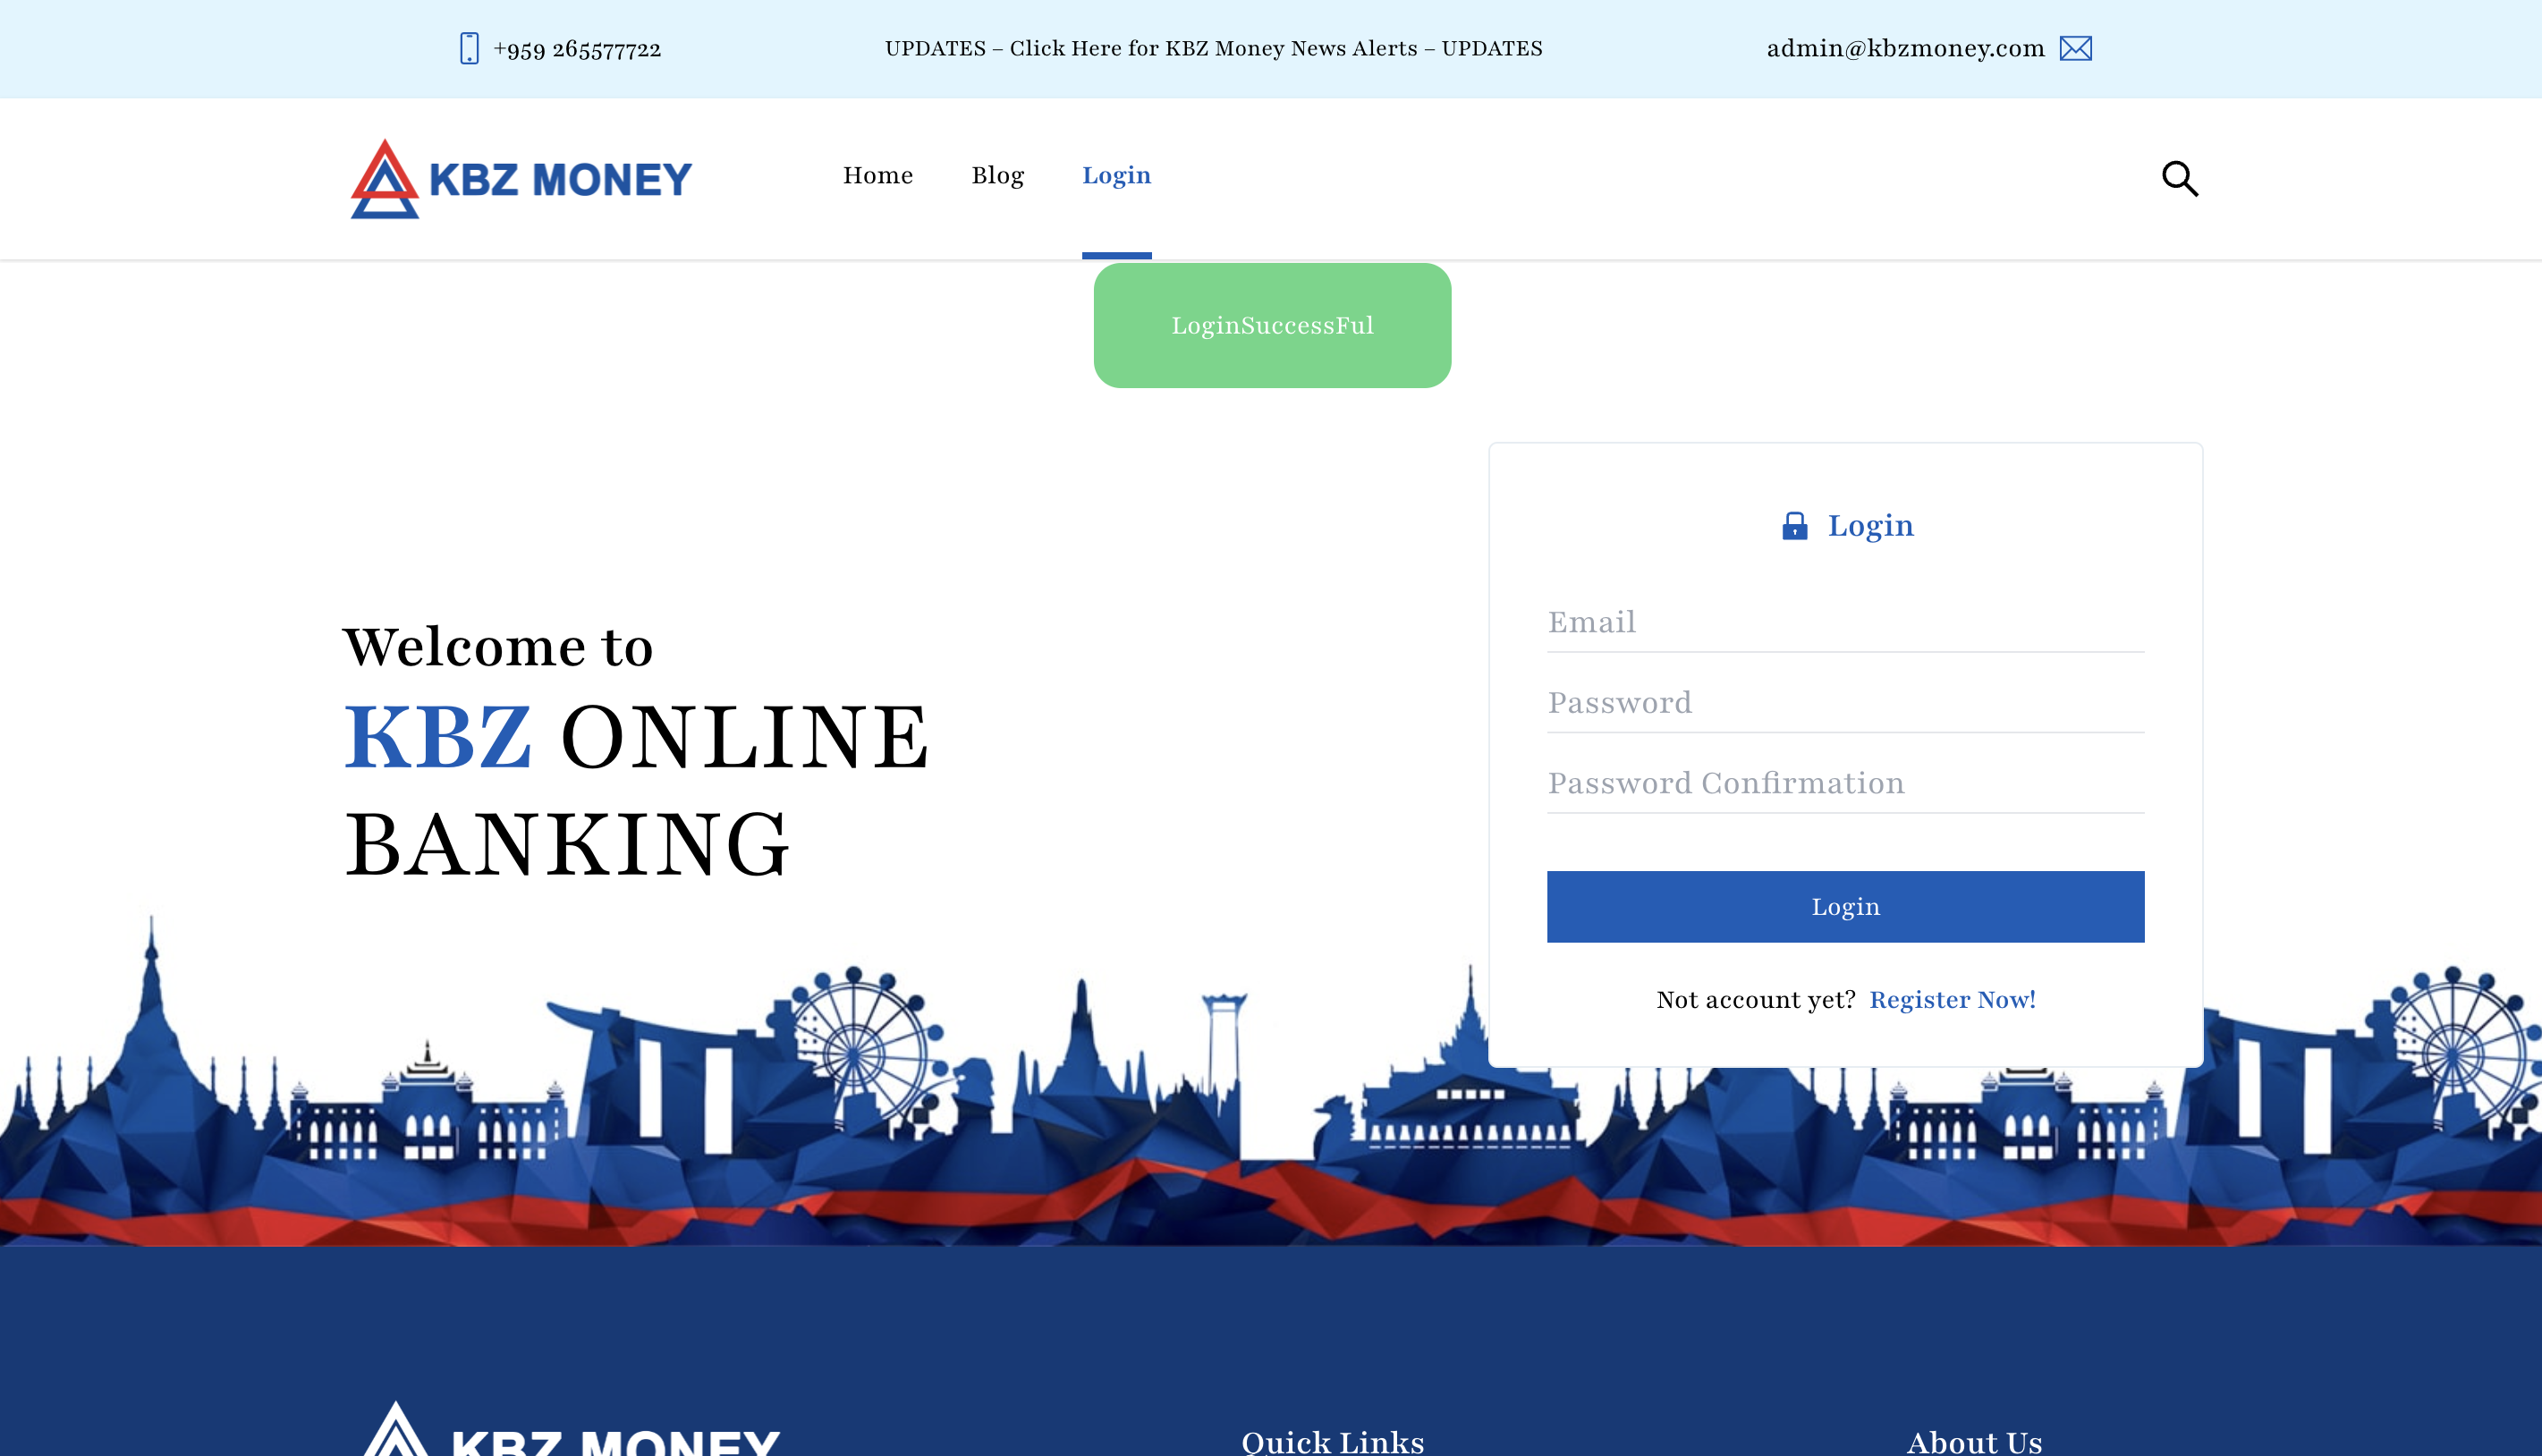 +959 265577722
UPDATES – Click Here for KBZ Money News Alerts – UPDATES
admin@kbzmoney.com
KBZ MONEY
Home
Blog
Login
LoginSuccessFul
Welcome to
KBZ ONLINE
BANKING
Login
Email
Password
Password Confirmation
Login
Not account yet? Register Now!
KBZ MONEY
Quick Links
About Us